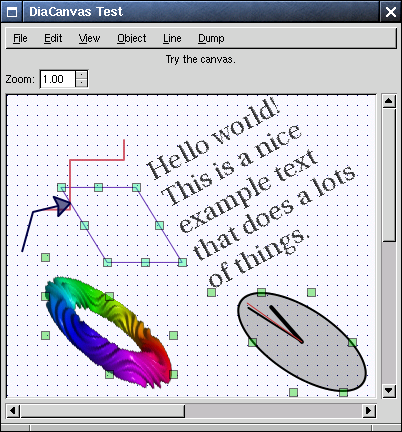 DiaCanvas Test
File Edit View Object Line Dump
Try the canvas.
Zoom: 1.00
Hello world!
This is a nice
example text
that does a lots
of things.